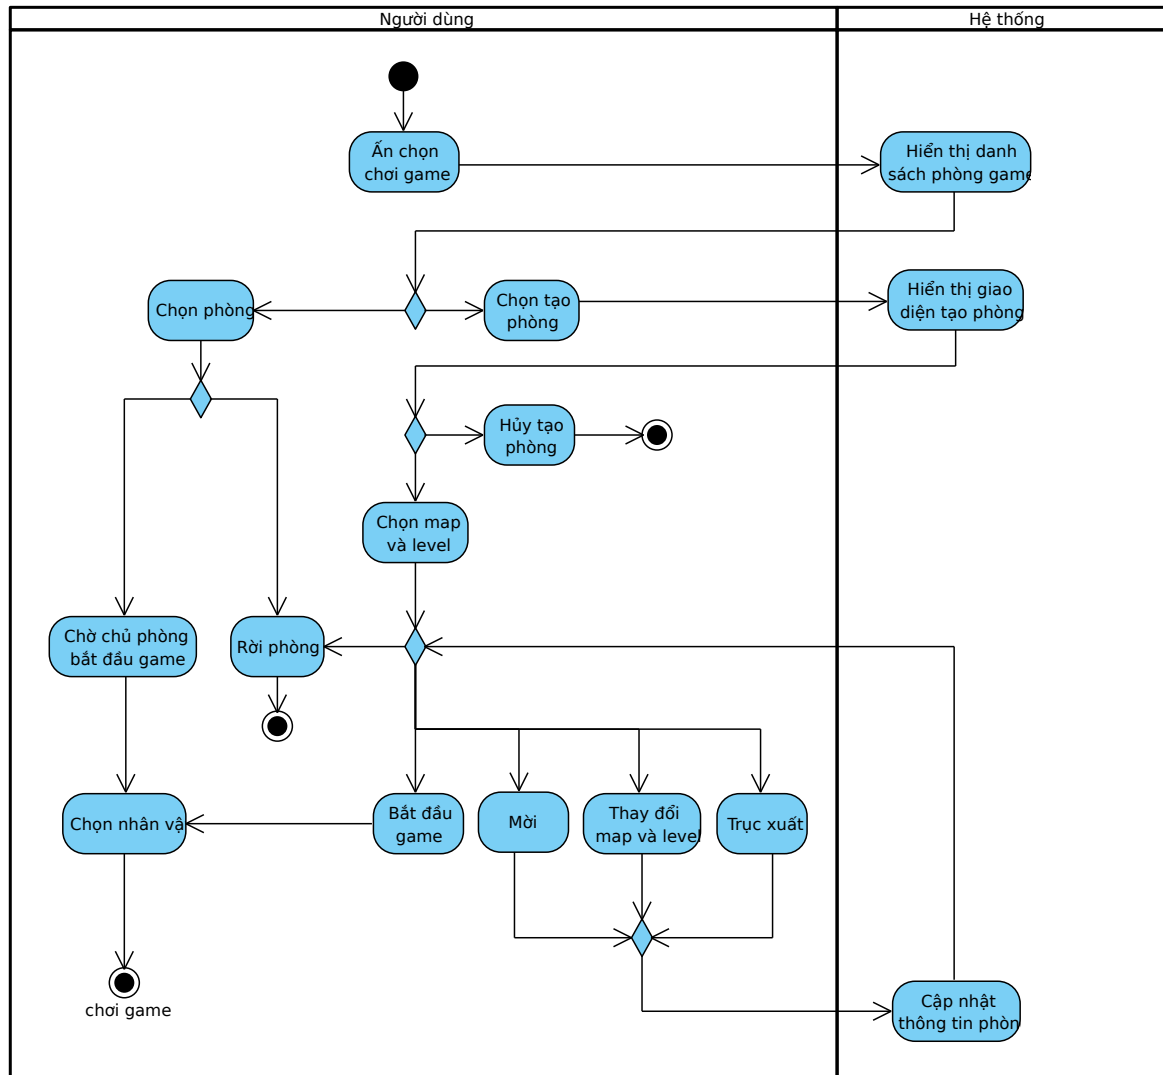 Người dùng
Hệ thống
Ấn chọn
chơi game
Hiển thị danh
sách phòng game
Chọn phòng
Chọn tạo
phòng
Hiển thị giao
diện tạo phòng
Hủy tạo
phòng
Chọn map
và level
Chờ chủ phòng
bắt đầu game
Rời phòng
Chọn nhân vậ
Bắt đầu
game
Mời
Thay đổi
map và level
Trục xuất
chơi game
Cập nhật
thông tin phòn